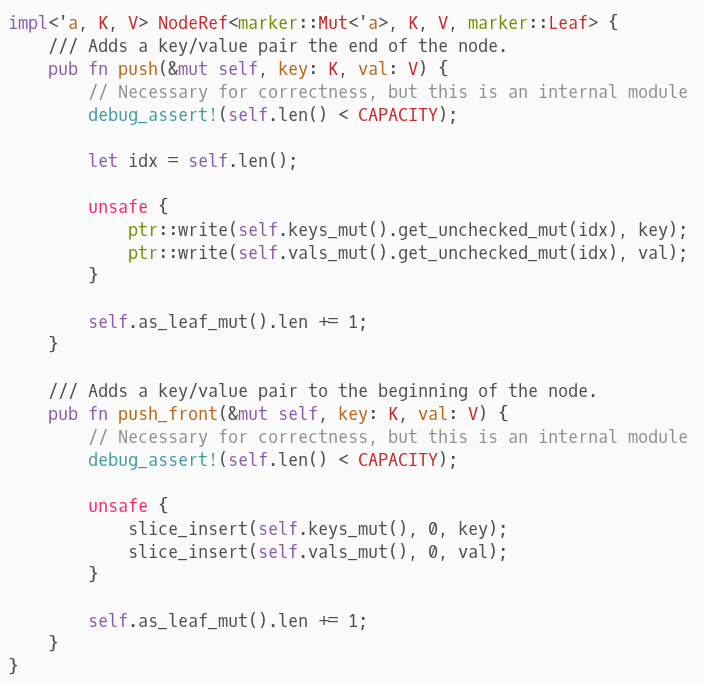 impl<'a, K, V> NodeRef<marker::Mut<'a>, K, V, marker::Leaf> {
    /// Adds a key/value pair the end of the node.
    pub fn push(&mut self, key: K, val: V) {
        // Necessary for correctness, but this is an internal module
        debug_assert!(self.len() < CAPACITY);

        let idx = self.len();

        unsafe {
            ptr::write(self.keys_mut().get_unchecked_mut(idx), key);
            ptr::write(self.vals_mut().get_unchecked_mut(idx), val);
        }

        self.as_leaf_mut().len += 1;
    }

    /// Adds a key/value pair to the beginning of the node.
    pub fn push_front(&mut self, key: K, val: V) {
        // Necessary for correctness, but this is an internal module
        debug_assert!(self.len() < CAPACITY);

        unsafe {
            slice_insert(self.keys_mut(), 0, key);
            slice_insert(self.vals_mut(), 0, val);
        }

        self.as_leaf_mut().len += 1;
    }
}